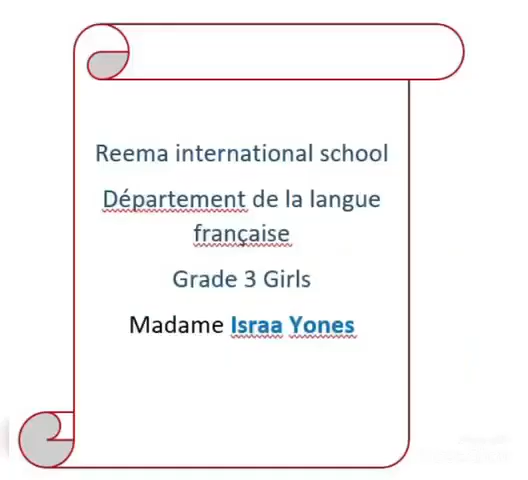 Reema international school
Département de la langue
française
Grade 3 Girls
Madame Israa Yones